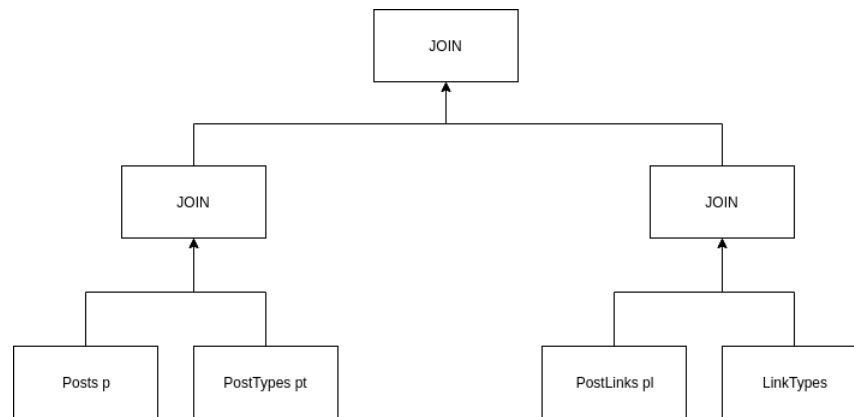 JOIN
JOIN
JOIN
Posts p
PostTypes pt
PostLinks pl
LinkTypes